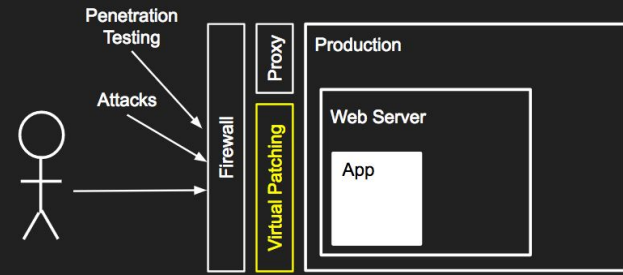 Penetration
Testing
Attacks
Firewall
Proxy
Virtual Patching
Production
Web Server
App